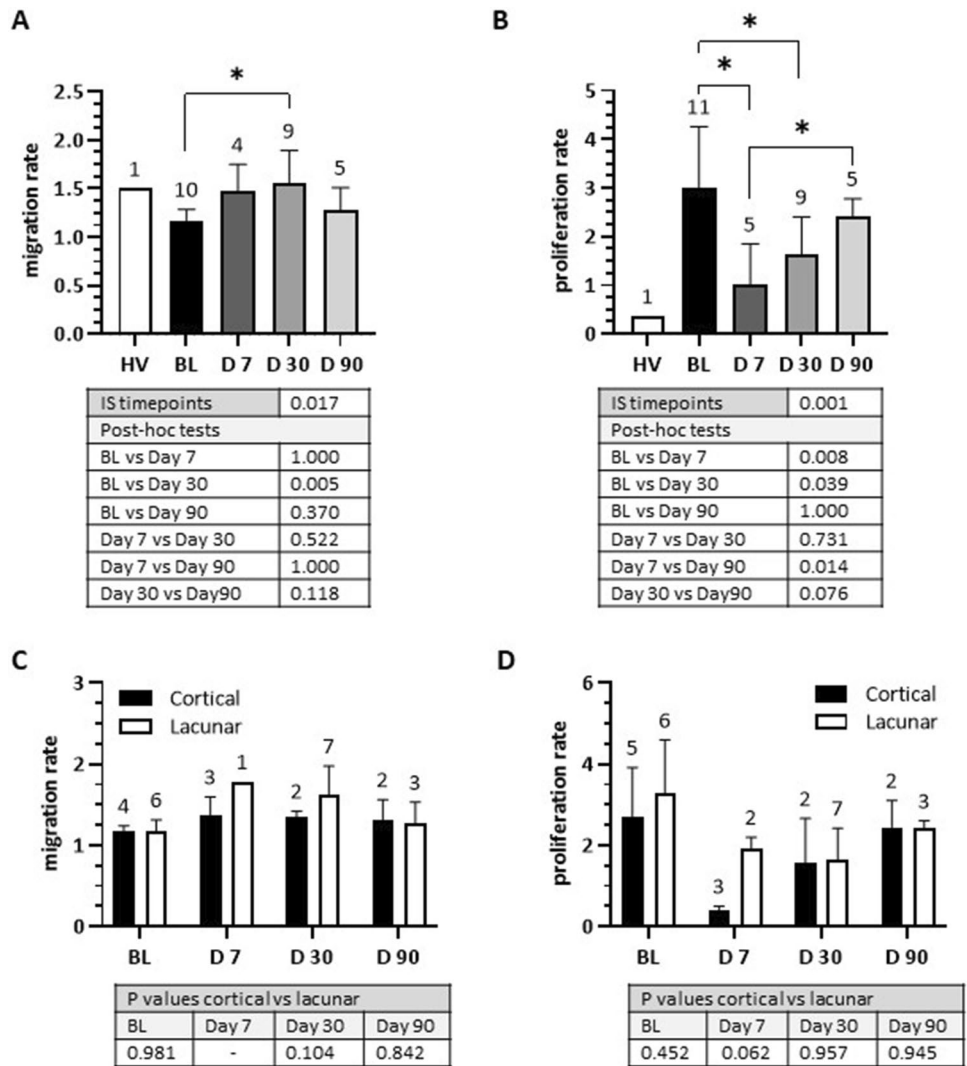 A
*
2.5
2.0
1.5
1.0
0.5
0.0
migration rate
1
10
4
9
5
HV BL D 7 D 30 D 90
IS timepoints 0.017
Post-hoc tests
BL vs Day 7 1.000
BL vs Day 30 0.005
BL vs Day 90 0.370
Day 7 vs Day 30 0.522
Day 7 vs Day 90 1.000
Day 30 vs Day90 0.118
B
*
*
*
5
4
3
2
1
0
proliferation rate
1
11
5
9
5
HV BL D 7 D 30 D 90
IS timepoints 0.001
Post-hoc tests
BL vs Day 7 0.008
BL vs Day 30 0.039
BL vs Day 90 1.000
Day 7 vs Day 30 0.731
Day 7 vs Day 90 0.014
Day 30 vs Day90 0.076
C
3
2
1
0
migration rate
Cortical
Lacunar
4 6 3 1 2 7 2 3
BL D 7 D 30 D 90
P values cortical vs lacunar
BL Day 7 Day 30 Day 90
0.981 - 0.104 0.842
D
6
4
2
0
proliferation rate
Cortical
Lacunar
5 6 3 2 2 7 2 3
BL D 7 D 30 D 90
P values cortical vs lacunar
BL Day 7 Day 30 Day 90
0.452 0.062 0.957 0.945